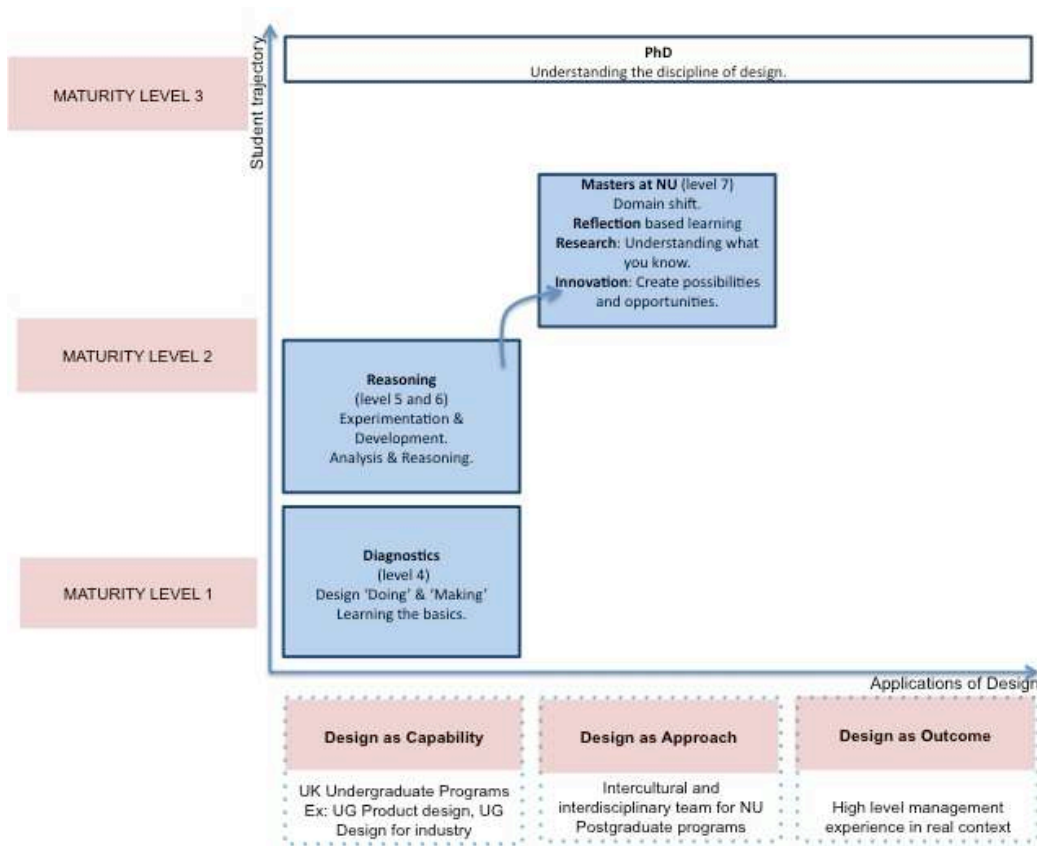 Student trajectory
PhD
Understanding the discipline of design.
MATURITY LEVEL 3
Masters at NU (level 7)
Domain shift.
Reflection based learning
Research: Understanding what
you know.
Innovation: Create possibilities
and opportunities.
MATURITY LEVEL 2
Reasoning
(level 5 and 6)
Experimentation &
Development.
Analysis & Reasoning.
MATURITY LEVEL 1
Diagnostics
(level 4)
Design ‘Doing’ & ‘Making’
Learning the basics.
Applications of Design
Design as Capability
UK Undergraduate Programs
Ex: UG Product design, UG
Design for industry
Design as Approach
Intercultural and
interdisciplinary team for NU
Postgraduate programs
Design as Outcome
High level management
experience in real context